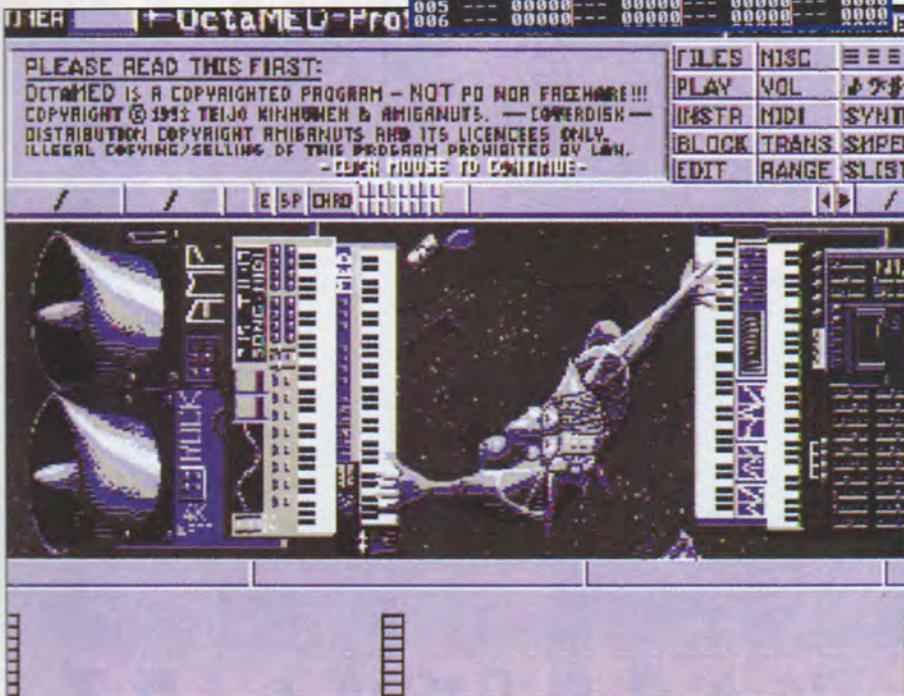 OctaMED-Pro
005 --- 00000 --- 00000 --- 00000 --- 0000
006 --- 00000 --- 00000 --- 00000 --- 0000
PLEASE READ THIS FIRST:
OCTAMED IS A COPYRIGHTED PROGRAM - NOT PD NOR FREEWARE!!!
COPYRIGHT © 1992 TEIJO KINNUNEN & AMIGANUTS. — COVERDISK —
DISTRIBUTION COPYRIGHT AMIGANUTS AND ITS LICENCEES ONLY.
ILLEGAL COPYING/SELLING OF THIS PROGRAM PROHIBITED BY LAW.
-CLICK MOUSE TO CONTINUE-
FILES MISC
PLAY VOL
INSTR MIDI SYNTH
BLOCK TRANS SMPED
EDIT RANGE SLIST
/ / E SP CHRD /
AMP